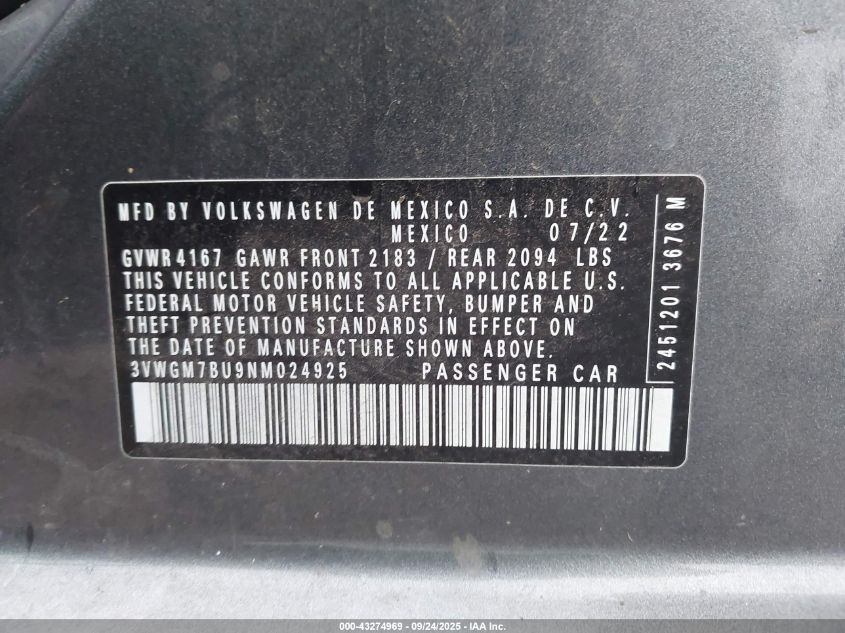 MFD BY VOLKSWAGEN DE MEXICO S.A. DE C.V.
MEXICO 07/22
GVWR 4167 GAWR FRONT 2183 / REAR 2094 LBS
THIS VEHICLE CONFORMS TO ALL APPLICABLE U.S.
FEDERAL MOTOR VEHICLE SAFETY, BUMPER AND
THEFT PREVENTION STANDARDS IN EFFECT ON
THE DATE OF MANUFACTURE SHOWN ABOVE.
3VWGM7BU9NM024925 PASSENGER CAR
2451201 3676 M
000-43274969 - 09/24/2025 - IAA Inc.